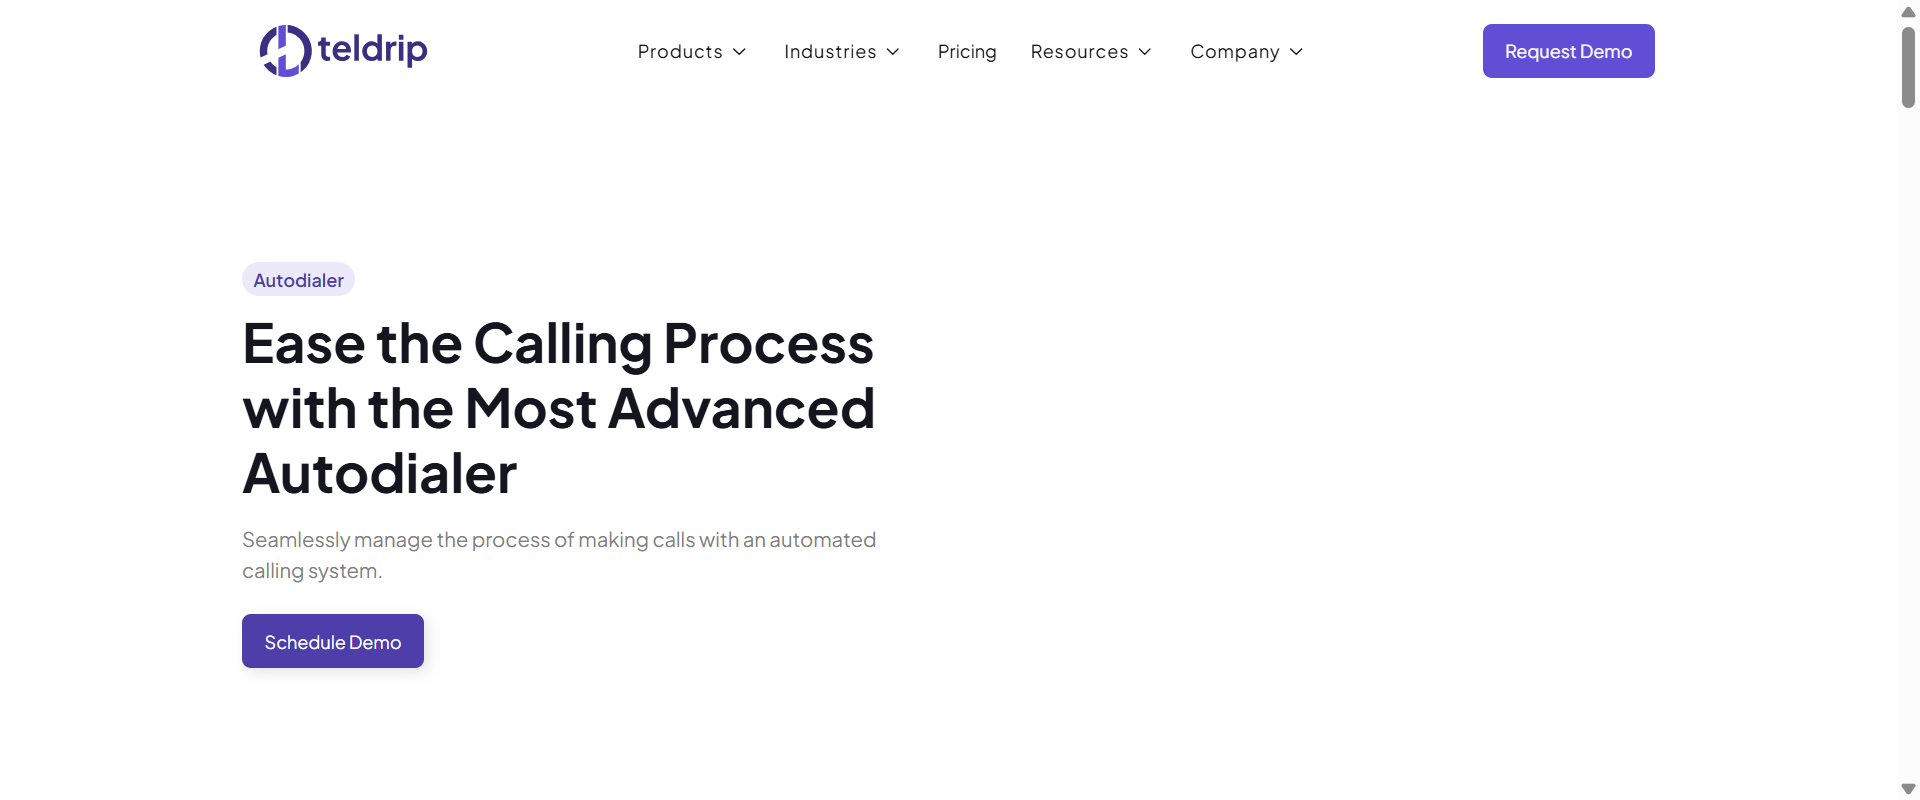 teldrip
Products
Industries
Pricing
Resources
Company
Request Demo
Autodialer
Ease the Calling Process
with the Most Advanced
Autodialer
Seamlessly manage the process of making calls with an automated
calling system.
Schedule Demo